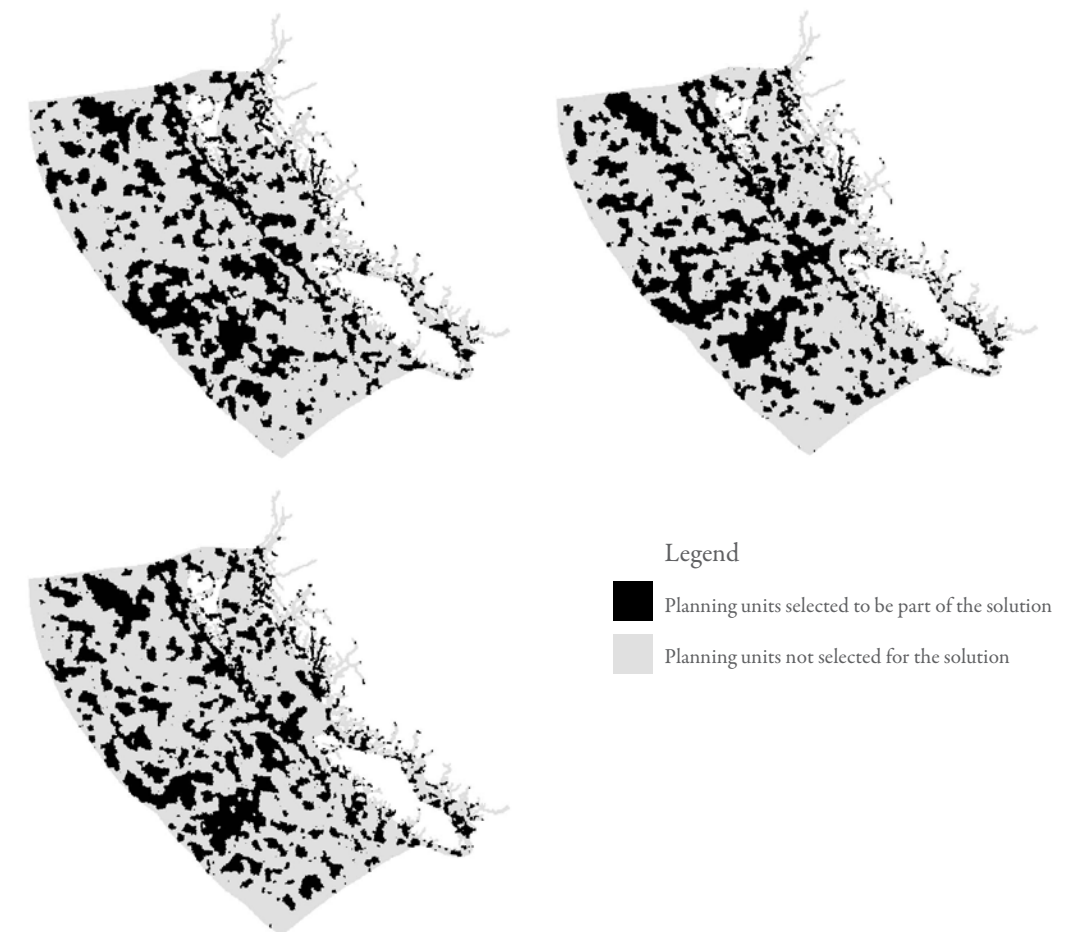 Legend
Planning units selected to be part of the solution
Planning units not selected for the solution